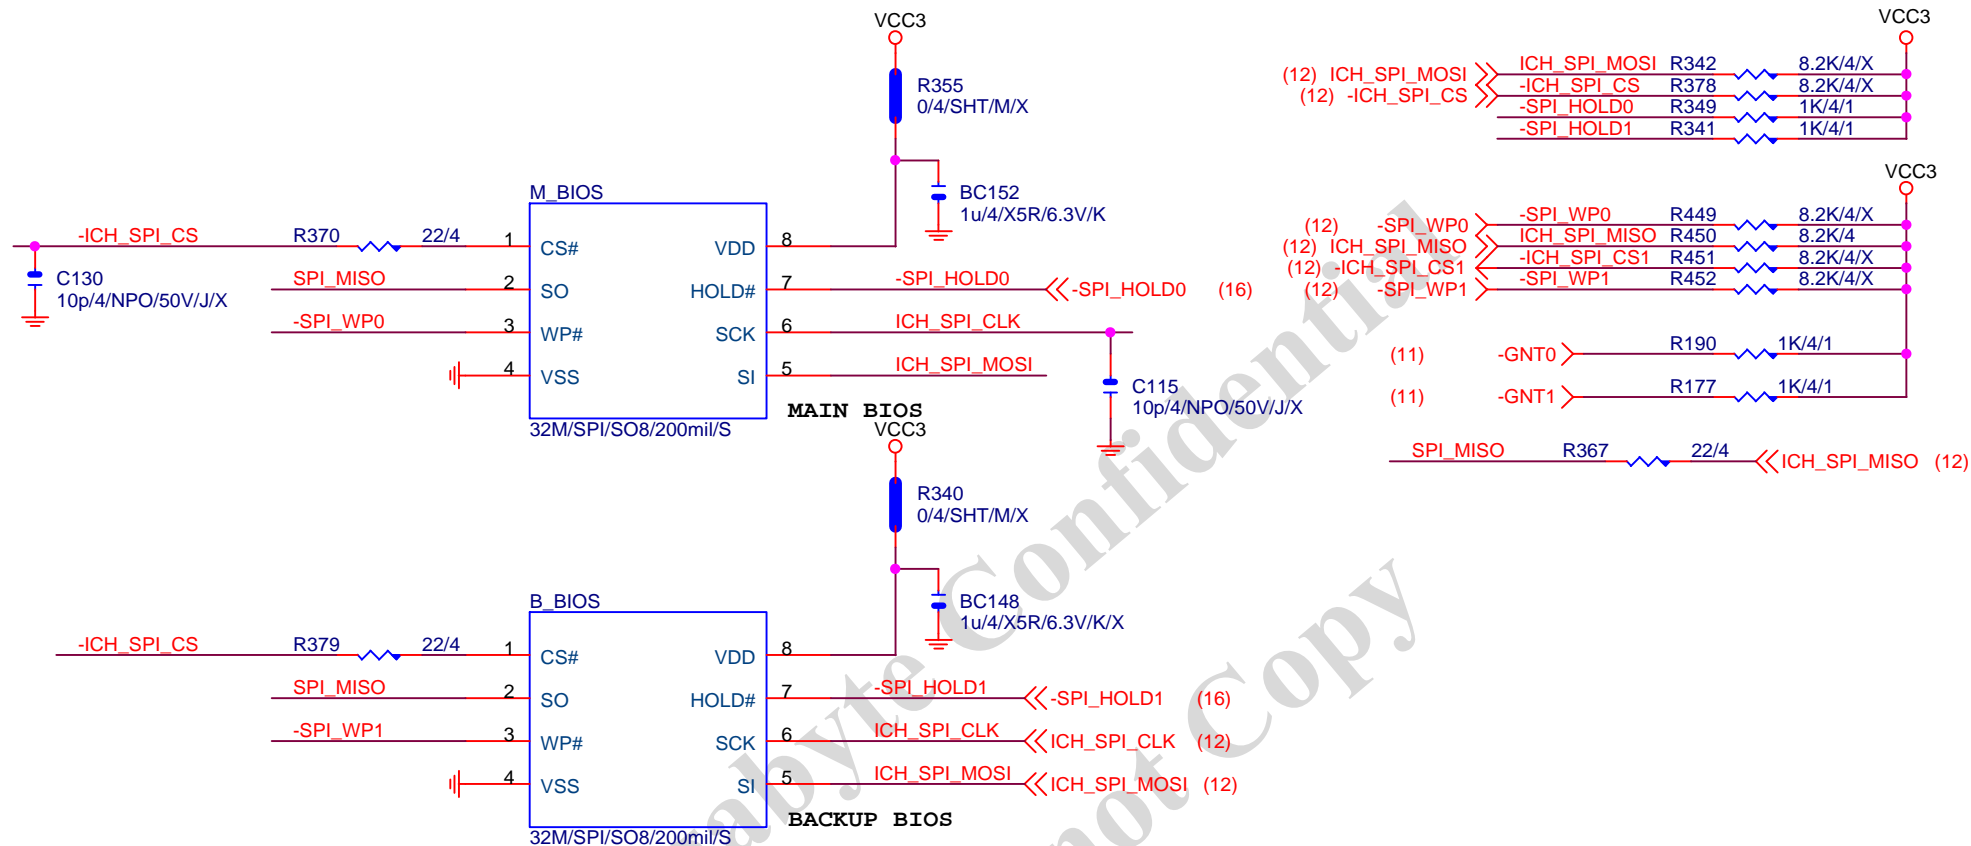 VCC3
R355
0/4/SHT/M/X
BC152
1u/4/X5R/6.3V/K
M_BIOS
-ICH_SPI_CS R370 22/4 1 CS# VDD 8
C130
10p/4/NPO/50V/J/X
SPI_MISO 2 SO HOLD# 7 -SPI_HOLD0 -SPI_HOLD0 (16)
-SPI_WP0 3 WP# SCK 6 ICH_SPI_CLK
4 VSS SI 5 ICH_SPI_MOSI
C115
10p/4/NPO/50V/J/X
MAIN BIOS
32M/SPI/SO8/200mil/S
VCC3
R340
0/4/SHT/M/X
BC148
1u/4/X5R/6.3V/K/X
B_BIOS
-ICH_SPI_CS R379 22/4 1 CS# VDD 8
SPI_MISO 2 SO HOLD# 7 -SPI_HOLD1 -SPI_HOLD1 (16)
-SPI_WP1 3 WP# SCK 6 ICH_SPI_CLK ICH_SPI_CLK (12)
4 VSS SI 5 ICH_SPI_MOSI ICH_SPI_MOSI (12)
BACKUP BIOS
32M/SPI/SO8/200mil/S
VCC3
(12) ICH_SPI_MOSI ICH_SPI_MOSI R342 8.2K/4/X
(12) -ICH_SPI_CS -ICH_SPI_CS R378 8.2K/4/X
-SPI_HOLD0 R349 1K/4/1
-SPI_HOLD1 R341 1K/4/1
VCC3
(12) -SPI_WP0 -SPI_WP0 R449 8.2K/4/X
(12) ICH_SPI_MISO ICH_SPI_MISO R450 8.2K/4
(12) -ICH_SPI_CS1 -ICH_SPI_CS1 R451 8.2K/4/X
(12) -SPI_WP1 -SPI_WP1 R452 8.2K/4/X
(11) -GNT0 R190 1K/4/1
(11) -GNT1 R177 1K/4/1
SPI_MISO R367 22/4 ICH_SPI_MISO (12)
abyte Confidential
not Copy